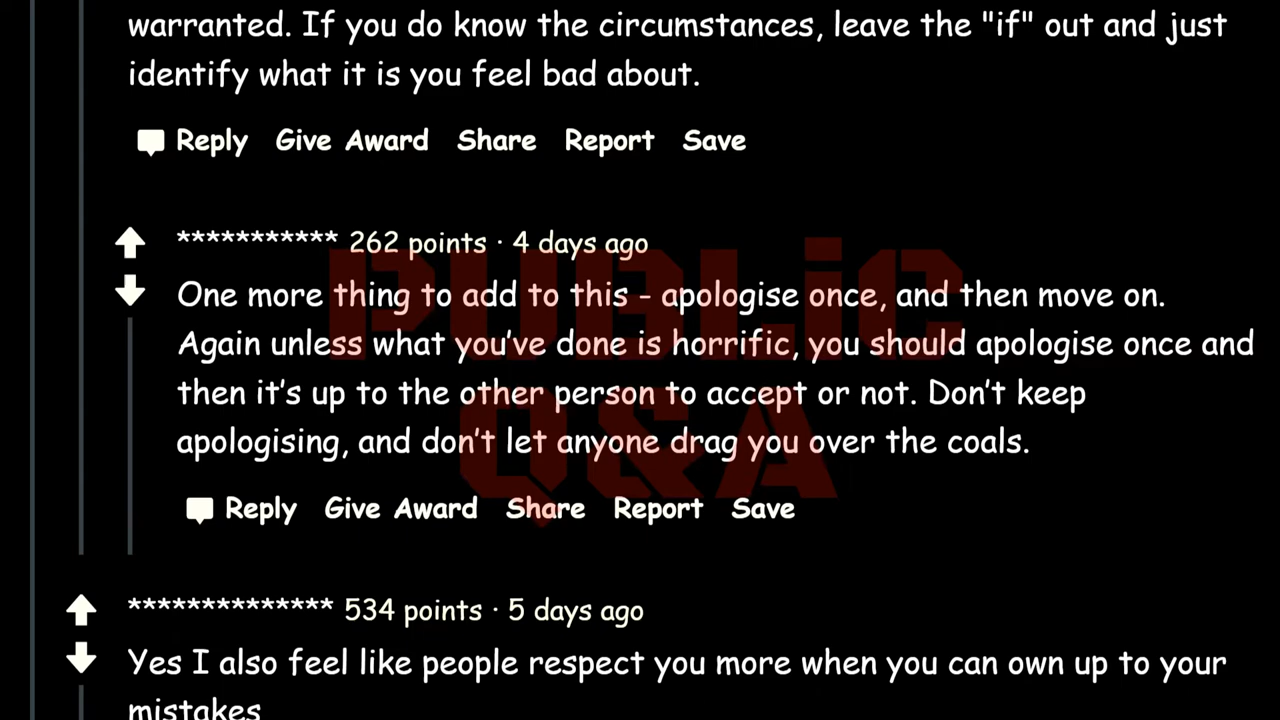 warranted. If you do know the circumstances, leave the "if" out and just
identify what it is you feel bad about.
Reply Give Award Share Report Save
*********** 262 points · 4 days ago
One more thing to add to this - apologise once, and then move on.
Again unless what you've done is horrific, you should apologise once and
then it's up to the other person to accept or not. Don't keep
apologising, and don't let anyone drag you over the coals.
PUBLiC
Q&A
Reply Give Award Share Report Save
************** 534 points · 5 days ago
Yes I also feel like people respect you more when you can own up to your
mistakes